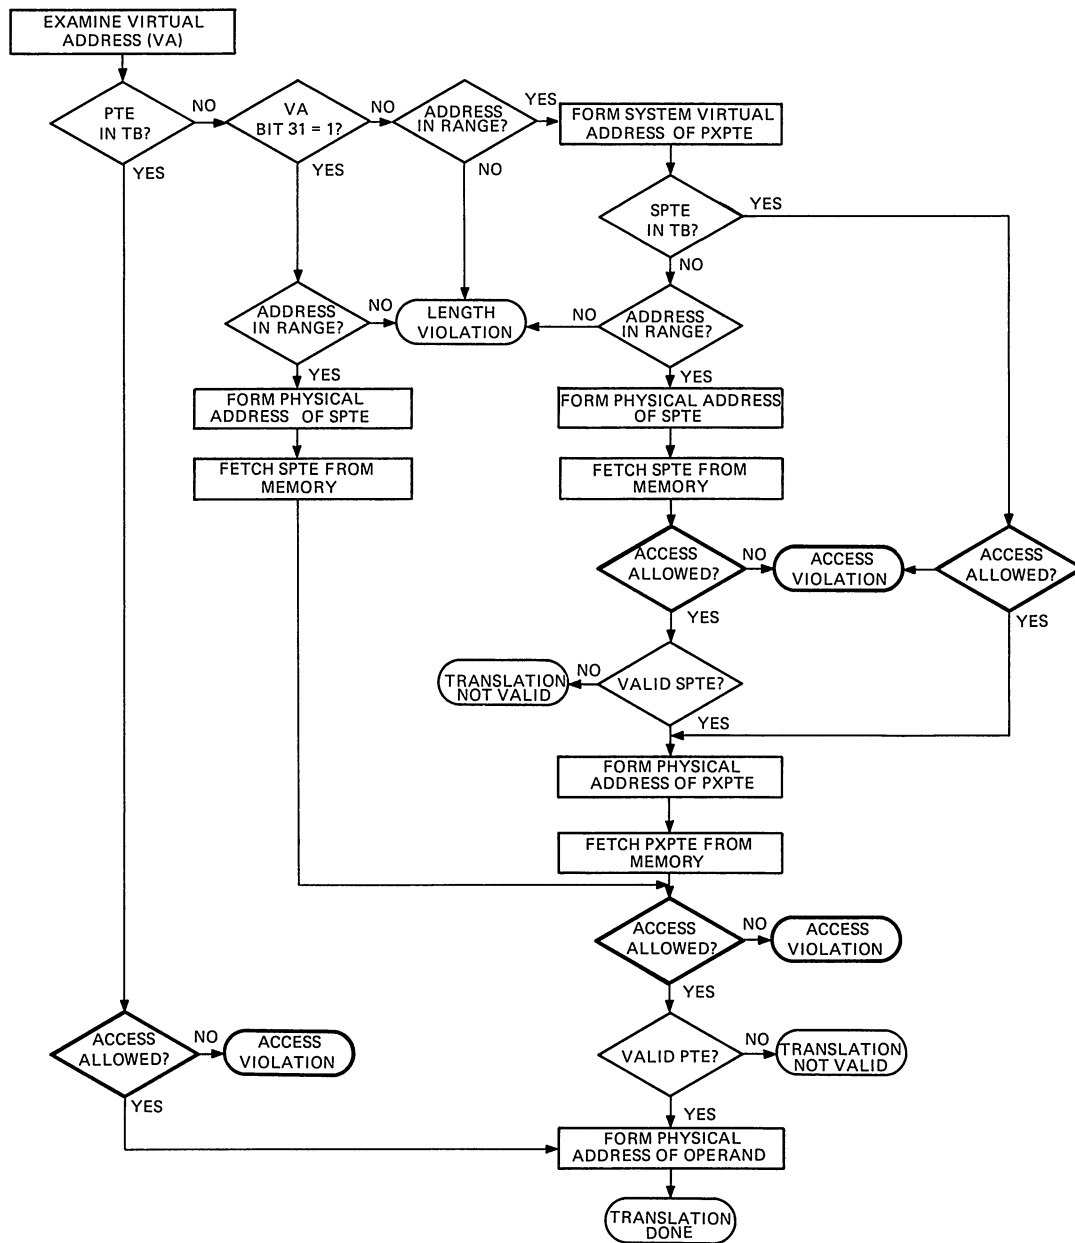 EXAMINE VIRTUAL
ADDRESS (VA)
PTE
IN TB?
NO
YES
VA
BIT 31 = 1?
NO
YES
ADDRESS
IN RANGE?
YES
NO
FORM SYSTEM VIRTUAL
ADDRESS OF PXPTE
SPTE
IN TB?
YES
NO
ADDRESS
IN RANGE?
NO
YES
LENGTH
VIOLATION
NO
ADDRESS
IN RANGE?
YES
FORM PHYSICAL
ADDRESS OF SPTE
FORM PHYSICAL ADDRESS
OF SPTE
FETCH SPTE FROM
MEMORY
FETCH SPTE FROM
MEMORY
ACCESS
ALLOWED?
NO
YES
ACCESS
VIOLATION
ACCESS
ALLOWED?
YES
TRANSLATION
NOT VALID
NO
VALID SPTE?
YES
FORM PHYSICAL
ADDRESS OF PXPTE
FETCH PXPTE FROM
MEMORY
ACCESS
ALLOWED?
NO
YES
ACCESS
VIOLATION
ACCESS
ALLOWED?
NO
YES
ACCESS
VIOLATION
VALID PTE?
NO
YES
TRANSLATION
NOT VALID
FORM PHYSICAL
ADDRESS OF OPERAND
TRANSLATION
DONE